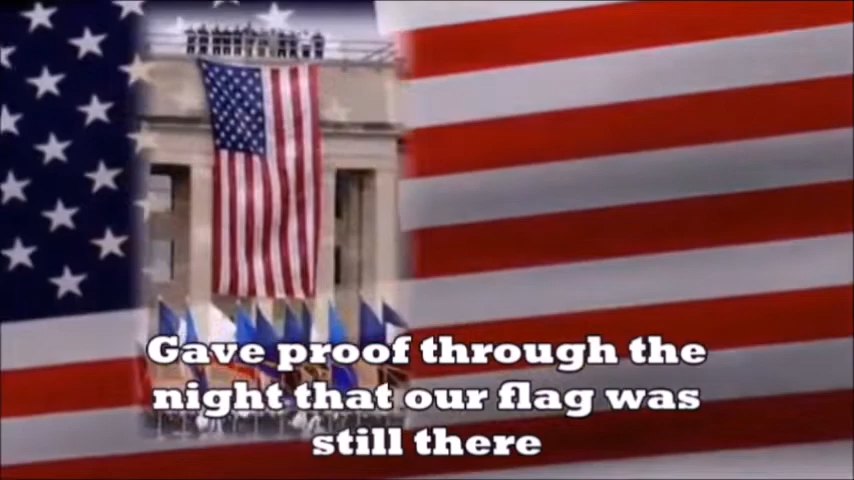 Gave proof through the
night that our flag was
still there